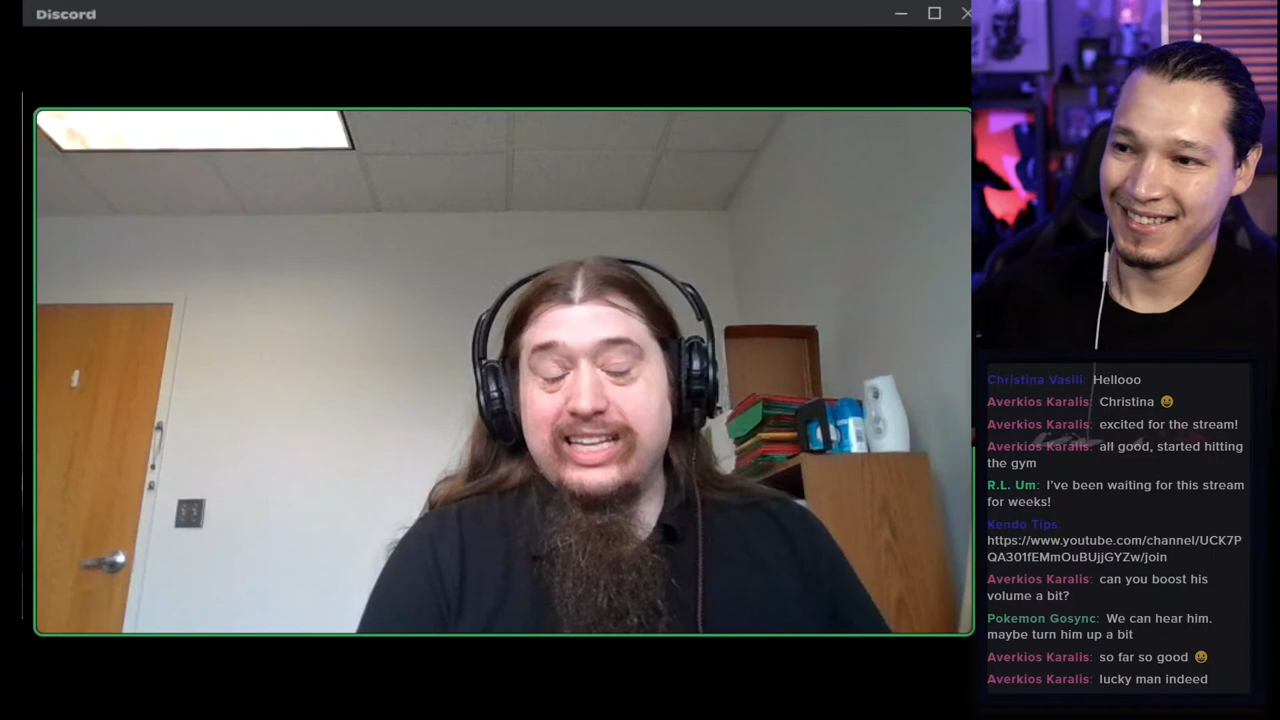 Discord
Christina Vasili: Hellooo
Averkios Karalis: Christina 😀
Averkios Karalis: excited for the stream!
Averkios Karalis: all good, started hitting
the gym
R.L. Um: I've been waiting for this stream
for weeks!
Kendo Tips:
https://www.youtube.com/channel/UCK7P
QA301fEMmOuBUjjGYZw/join
Averkios Karalis: can you boost his
volume a bit?
Pokemon Gosync: We can hear him.
maybe turn him up a bit
Averkios Karalis: so far so good 😀
Averkios Karalis: lucky man indeed